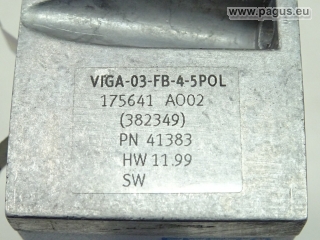 www.pagus.eu
VIGA-03-FB-4-5POL
175641 A002
(382349)
PN 41383
HW 11.99
SW